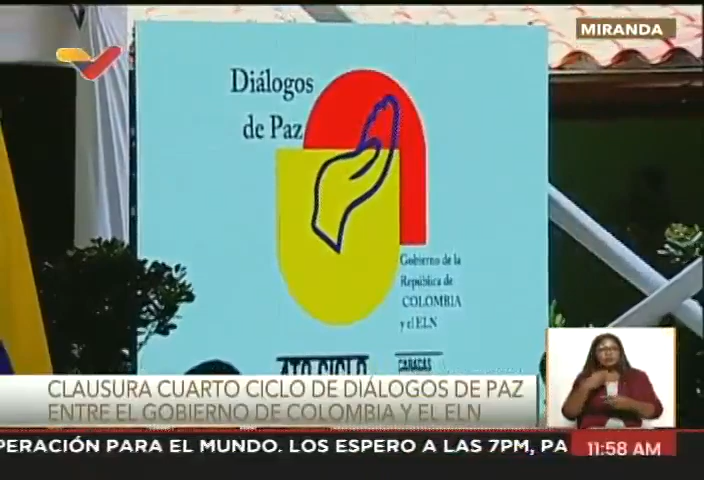 MIRANDA
Diálogos
de Paz
Gobierno de la
República de
COLOMBIA
y el ELN
4TO CICLO
CARACAS
CLAUSURA CUARTO CICLO DE DIÁLOGOS DE PAZ
ENTRE EL GOBIERNO DE COLOMBIA Y EL ELN
PERACIÓN PARA EL MUNDO. LOS ESPERO A LAS 7PM, PA
11:58 AM